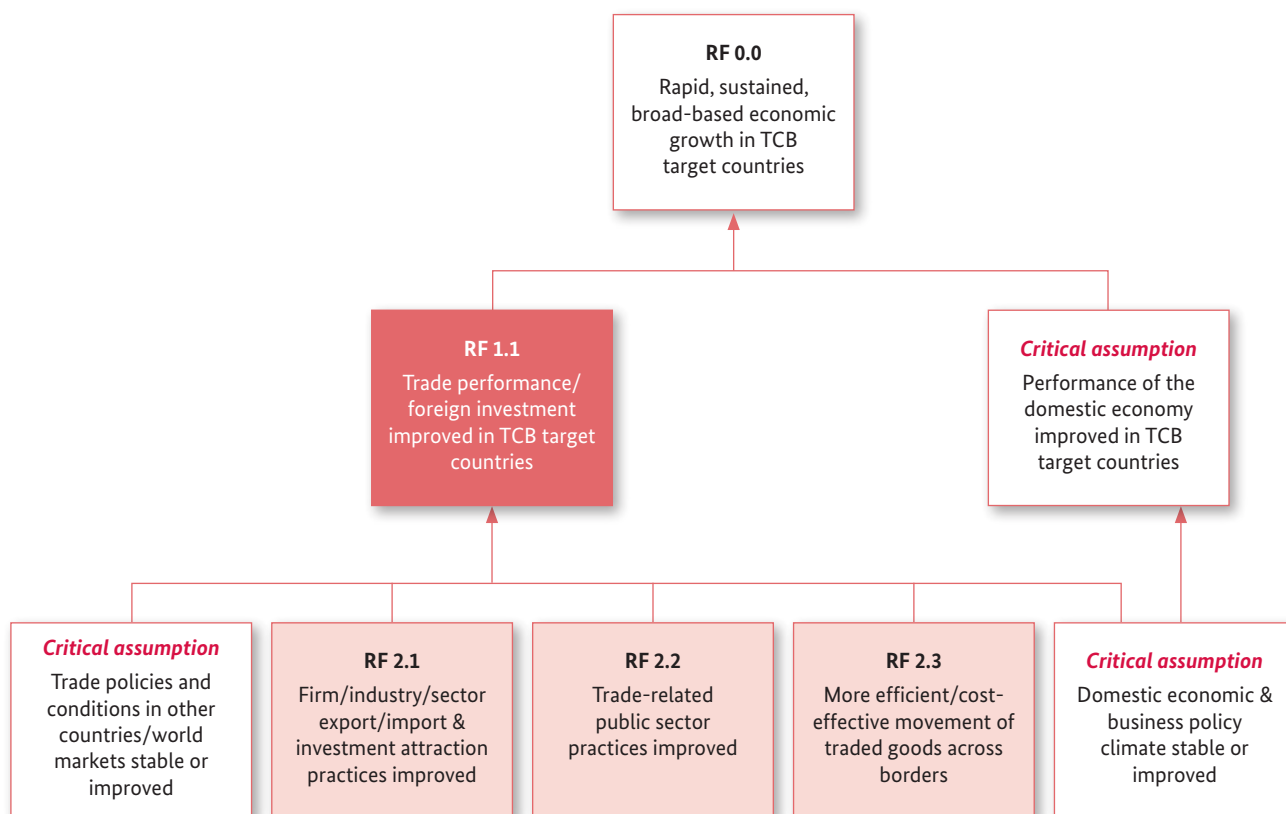 RF 0.0
Rapid, sustained,
broad-based economic
growth in TCB
target countries
RF 1.1
Trade performance/
foreign investment
improved in TCB target
countries
Critical assumption
Performance of the
domestic economy
improved in TCB
target countries
Critical assumption
Trade policies and
conditions in other
countries/world
markets stable or
improved
RF 2.1
Firm/industry/sector
export/import &
investment attraction
practices improved
RF 2.2
Trade-related
public sector
practices improved
RF 2.3
More efficient/cost-
effective movement of
traded goods across
borders
Critical assumption
Domestic economic &
business policy
climate stable or
improved